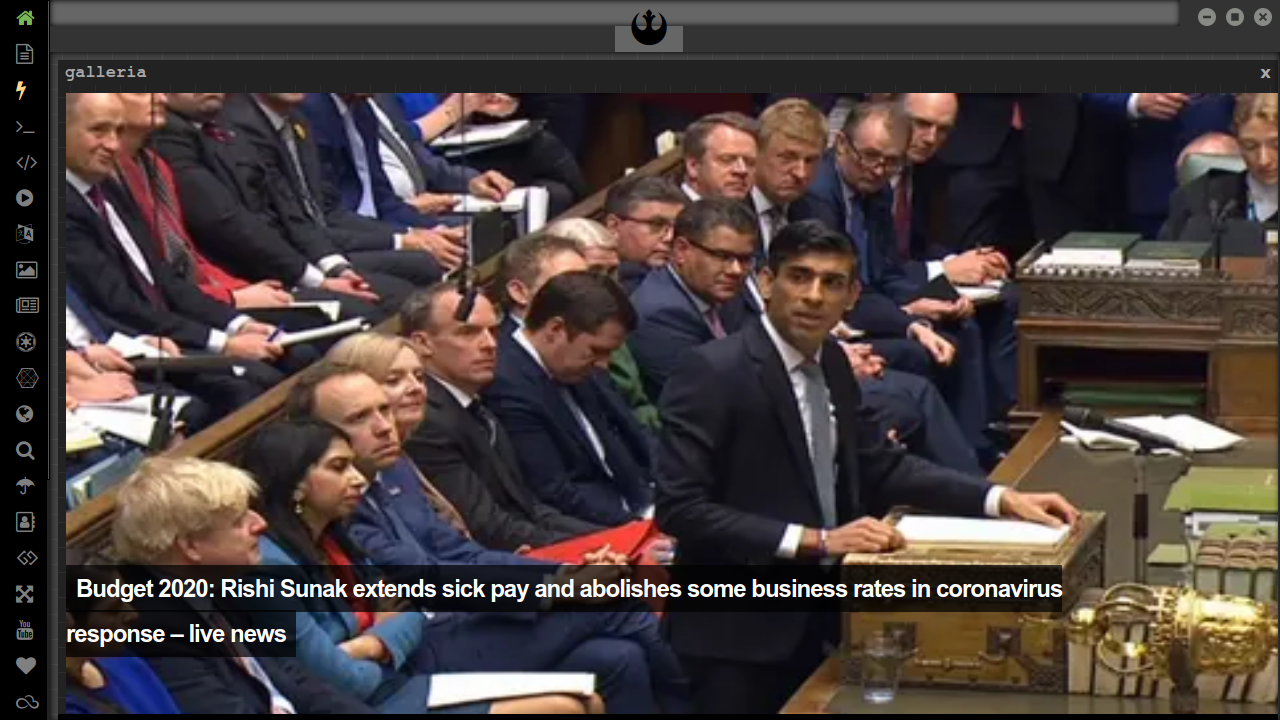 galleria
x
Budget 2020: Rishi Sunak extends sick pay and abolishes some business rates in coronavirus
response – live news